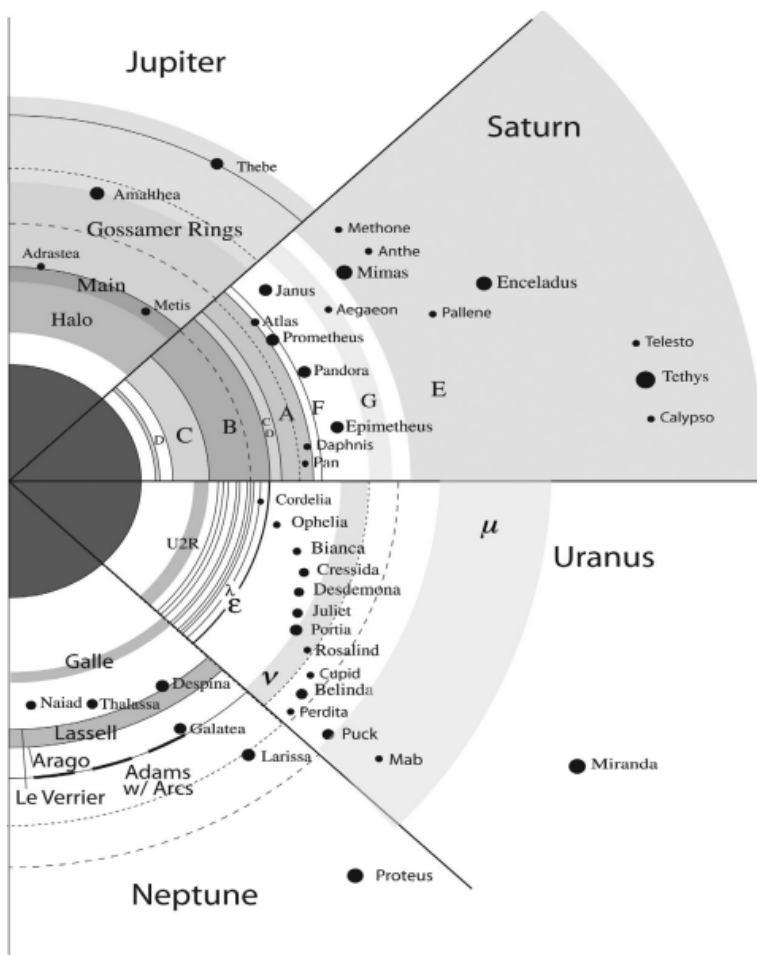 Jupiter
Saturn
Thebe
Amalthea
Gossamer Rings
Adrastea
Main
Metis
Halo
Methone
Anthe
Mimas
Enceladus
Janus
Aegaeon
Pallene
Atlas
Prometheus
Telesto
Pandora
Tethys
D
C
B
CD
A
F
G
E
Epimetheus
Calypso
Daphnis
Pan
Cordelia
Ophelia
U2R
Bianca
μ
Uranus
Cressida
Desdemona
λ
ε
Juliet
Portia
Rosalind
ν
Cupid
Belinda
Perdita
Puck
Mab
Miranda
Galle
Despina
Naiad
Thalassa
Lassell
Galatea
Arago
Larissa
Adams
w/ Arcs
Le Verrier
Proteus
Neptune